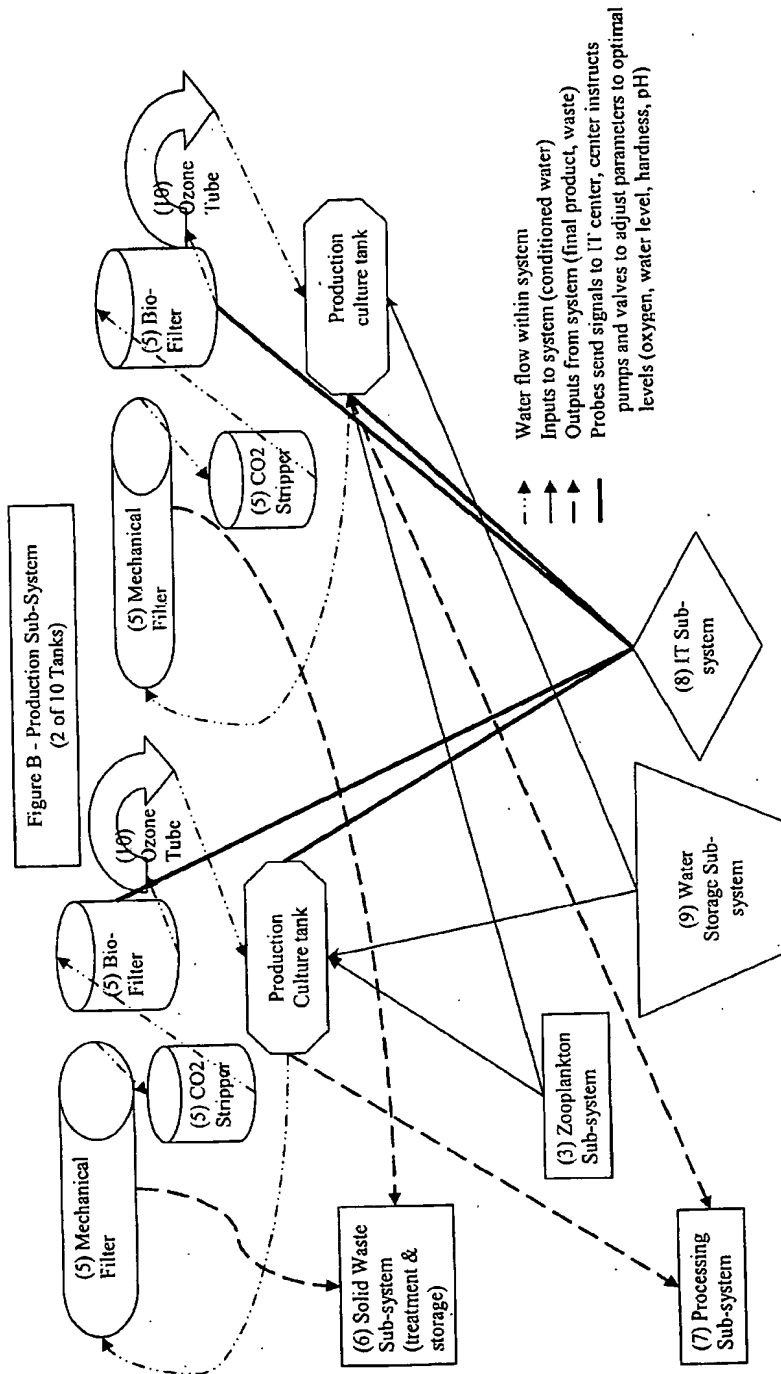 Figure B - Production Sub-System
(2 of 10 Tanks)
(5) Mechanical
Filter
(5) CO2
Stripper
(5) Bio-
Filter
(10)
Ozone
Tube
Production
Culture tank
(5) Mechanical
Filter
(5) CO2
Stripper
(5) Bio-
Filter
(10)
Ozone
Tube
Production
culture tank
(6) Solid Waste
Sub-system
(treatment &
storage)
(7) Processing
Sub-system
(3) Zooplankton
Sub-system
(9) Water
Storage Sub-
system
(8) IT Sub-
system
Water flow within system
Inputs to system (conditioned water)
Outputs from system (final product, waste)
Probes send signals to IT center, center instructs
pumps and valves to adjust parameters to optimal
levels (oxygen, water level, hardness, pH)